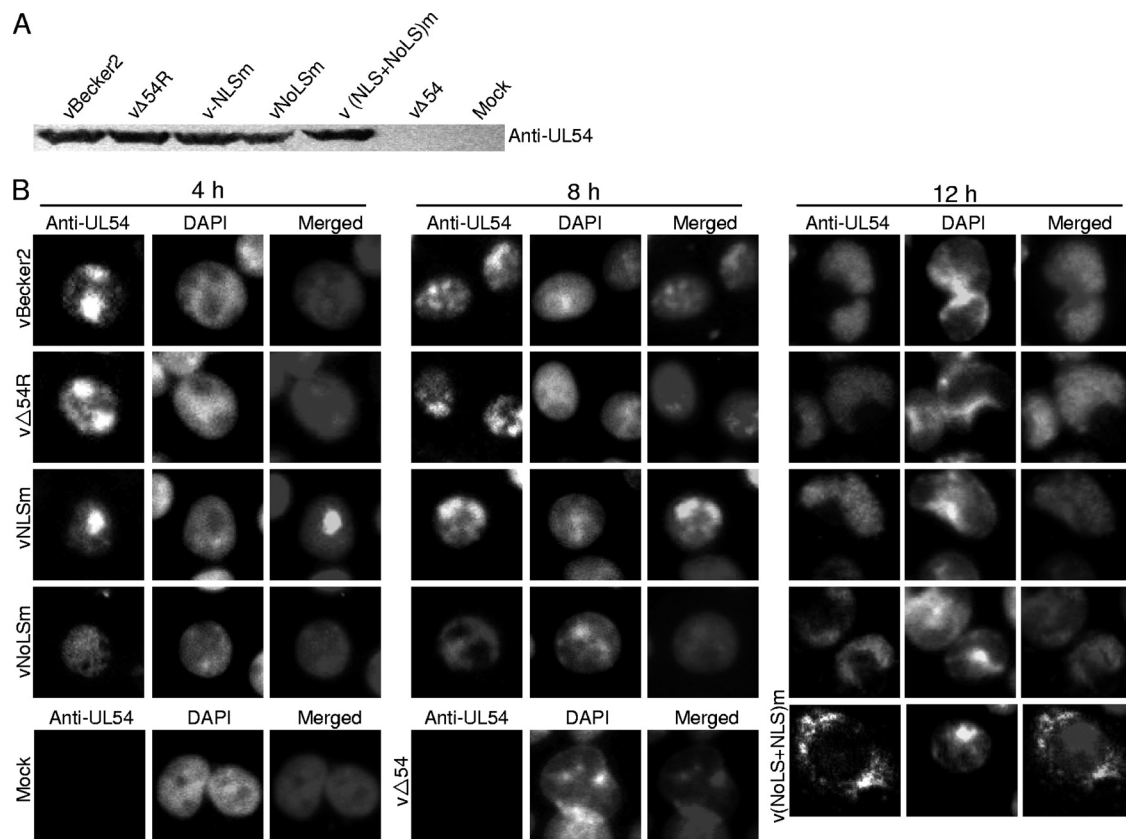 A
vBecker2
vΔ54R
v-NLSm
vNoLSm
v (NLS+NoLS)m
vΔ54
Mock
Anti-UL54
B
4 h
8 h
12 h
Anti-UL54 DAPI Merged
Anti-UL54 DAPI Merged
Anti-UL54 DAPI Merged
vBecker2
v△54R
vNLSm
vNoLSm
Anti-UL54 DAPI Merged
Anti-UL54 DAPI Merged
Mock
v△54
v(NoLS+NLS)m